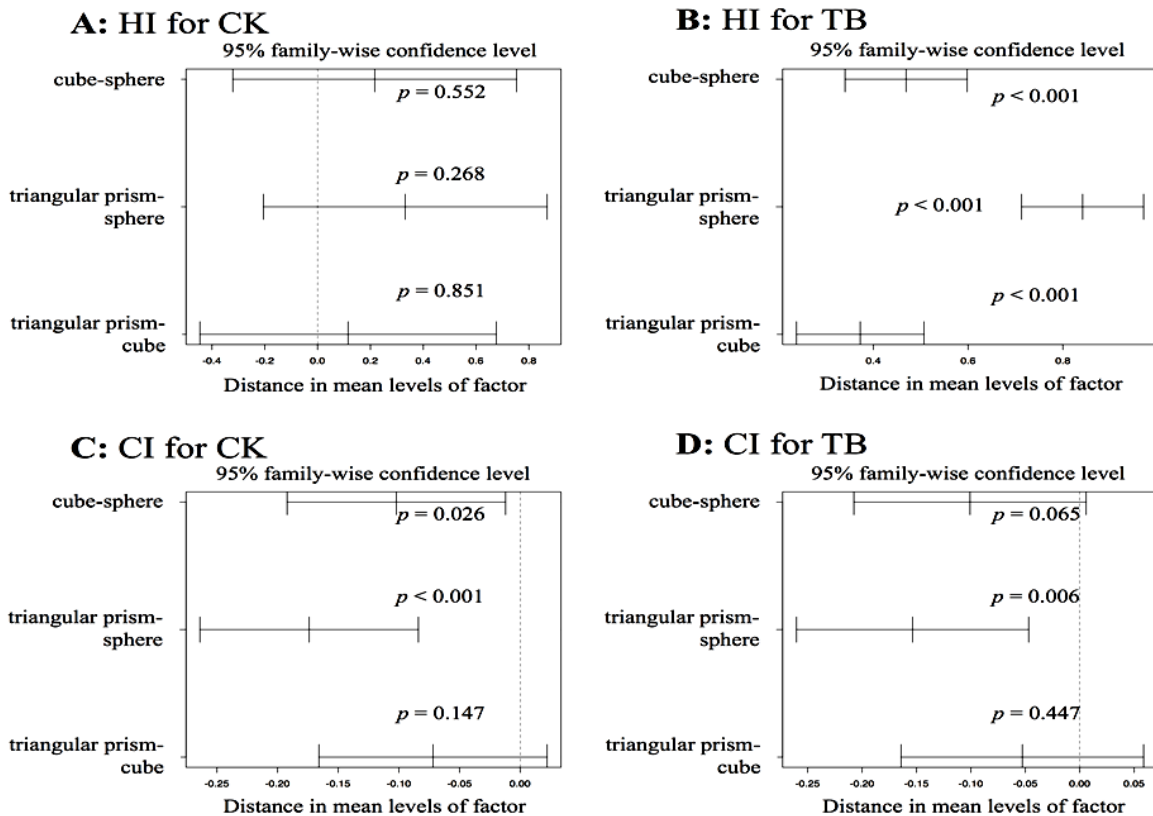 A: HI for CK
95% family-wise confidence level
cube-sphere
p = 0.552
triangular prism-
sphere
p = 0.268
triangular prism-
cube
p = 0.851
-0.4 -0.2 0.0 0.2 0.4 0.6 0.8
Distance in mean levels of factor
B: HI for TB
95% family-wise confidence level
cube-sphere
p < 0.001
triangular prism-
sphere
p < 0.001
triangular prism-
cube
p < 0.001
0.4 0.6 0.8
Distance in mean levels of factor
C: CI for CK
95% family-wise confidence level
cube-sphere
p = 0.026
triangular prism-
sphere
p < 0.001
triangular prism-
cube
p = 0.147
-0.25 -0.20 -0.15 -0.10 -0.05 0.00
Distance in mean levels of factor
D: CI for TB
95% family-wise confidence level
cube-sphere
p = 0.065
triangular prism-
sphere
p = 0.006
triangular prism-
cube
p = 0.447
-0.25 -0.20 -0.15 -0.10 -0.05 0.00 0.05
Distance in mean levels of factor